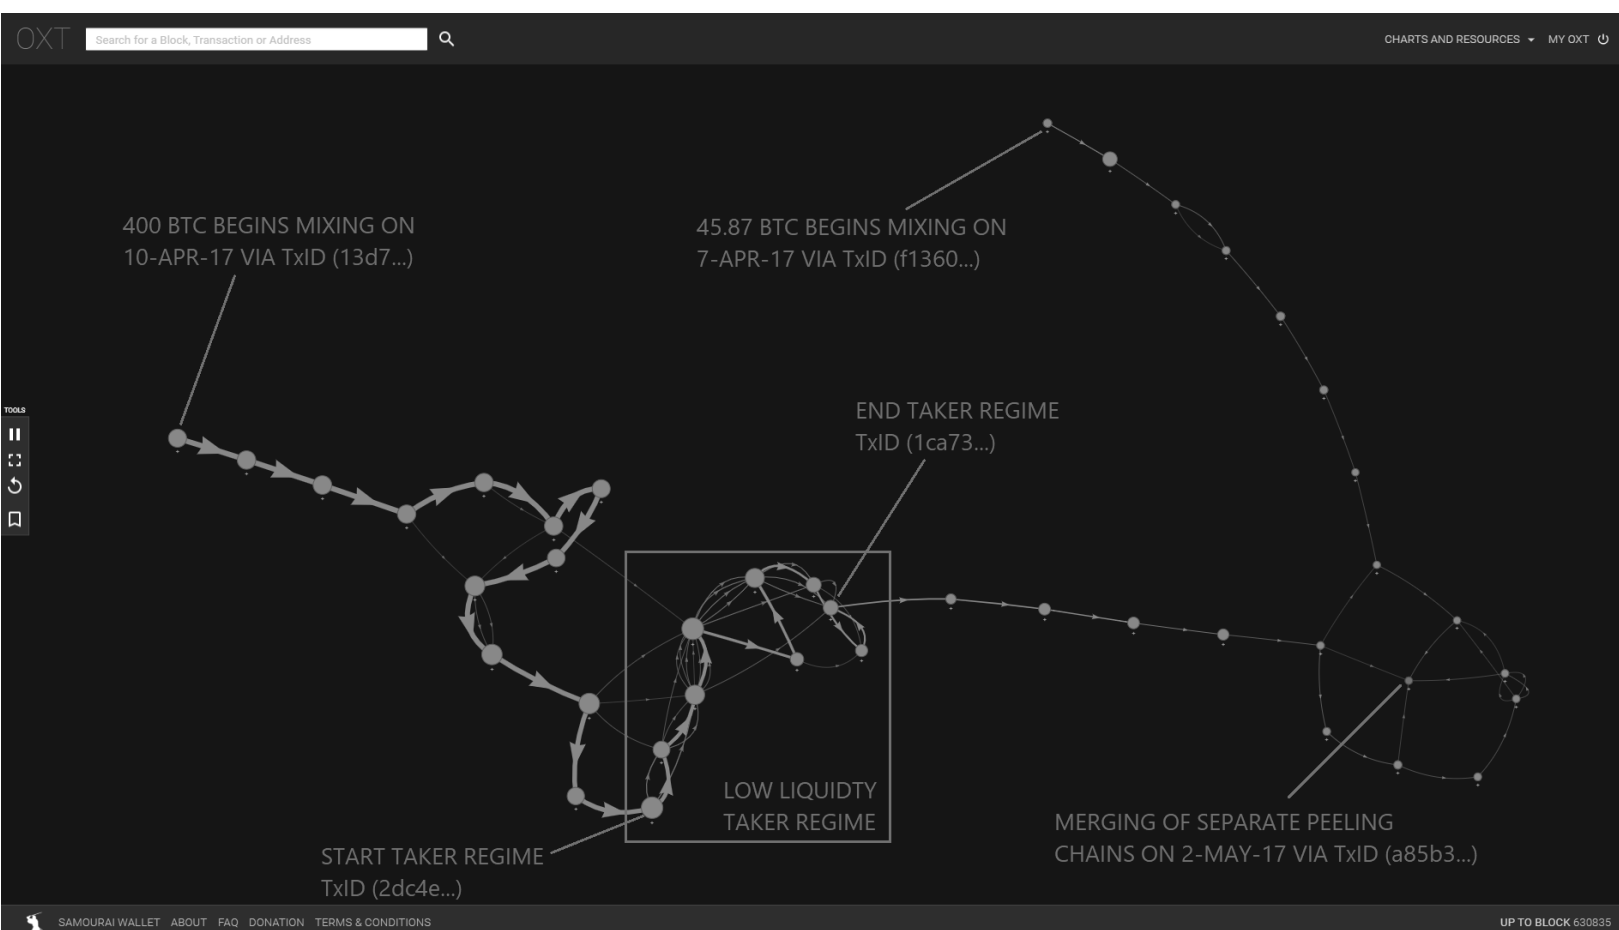 OXT
Search for a Block, Transaction or Address
CHARTS AND RESOURCES
MY OXT
400 BTC BEGINS MIXING ON
10-APR-17 VIA TxID (13d7...)
45.87 BTC BEGINS MIXING ON
7-APR-17 VIA TxID (f1360...)
TOOLS
END TAKER REGIME
TxID (1ca73...)
LOW LIQUIDTY
TAKER REGIME
START TAKER REGIME
TxID (2dc4e...)
MERGING OF SEPARATE PEELING
CHAINS ON 2-MAY-17 VIA TxID (a85b3...)
SAMOURAI WALLET ABOUT FAQ DONATION TERMS & CONDITIONS
UP TO BLOCK 630835